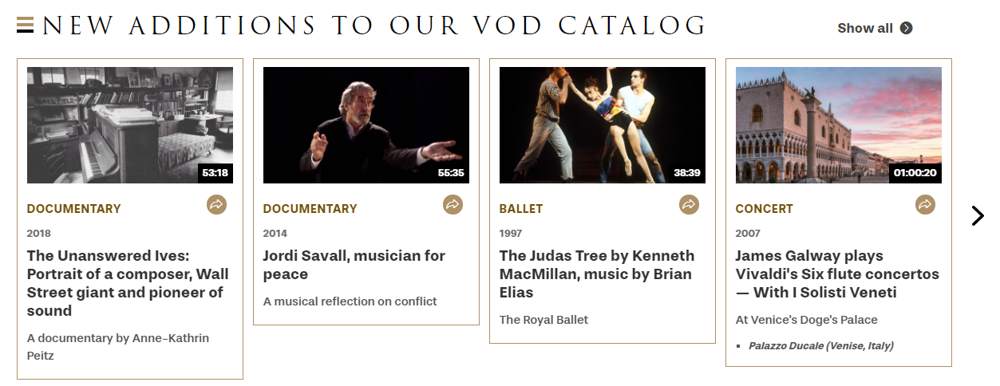 NEW ADDITIONS TO OUR VOD CATALOG
Show all
53:18
DOCUMENTARY
2018
The Unanswered Ives:
Portrait of a composer, Wall
Street giant and pioneer of
sound
A documentary by Anne-Kathrin
Peitz
55:35
DOCUMENTARY
2014
Jordi Savall, musician for
peace
A musical reflection on conflict
38:39
BALLET
1997
The Judas Tree by Kenneth
MacMillan, music by Brian
Elias
The Royal Ballet
01:00:20
CONCERT
2007
James Galway plays
Vivaldi's Six flute concertos
— With I Solisti Veneti
At Venice's Doge's Palace
Palazzo Ducale (Venise, Italy)